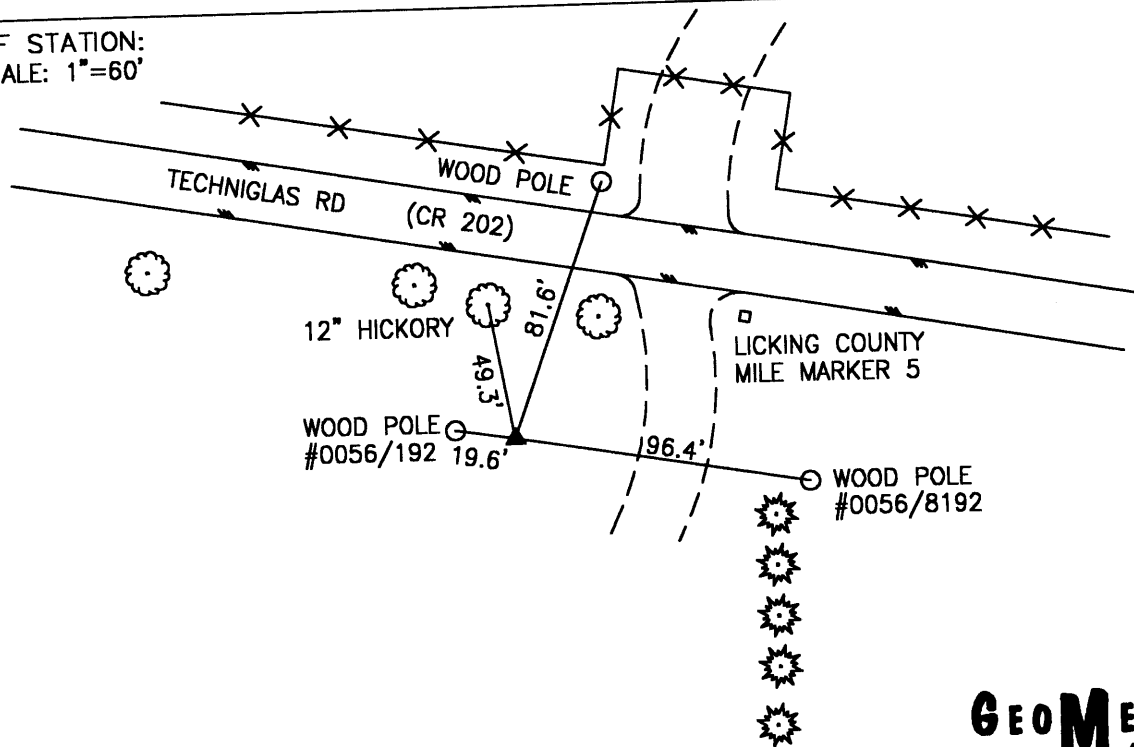 F STATION:
ALE: 1"=60'
WOOD POLE
TECHNIGLAS RD
(CR 202)
81.6'
12" HICKORY
49.3'
LICKING COUNTY
MILE MARKER 5
WOOD POLE
#0056/192
19.6'
96.4'
WOOD POLE
#0056/8192
GEOME